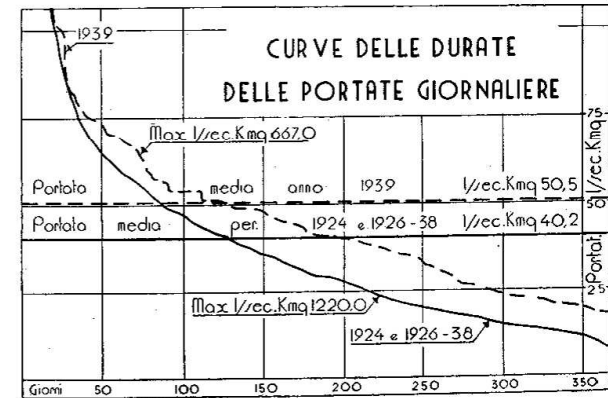 CURVE DELLE DURATE
DELLE PORTATE GIORNALIERE
1939
Max l/sec.Kmq 667,0
75
Portata media anno 1939 l/sec.Kmq 50,5
50
Portata media per. 1924 e 1926-38 l/sec.Kmq 40,2
Portat. l/sec.Kmq
25
Max l/sec.Kmq 1220.0
1924 e 1926-38
Giorni 50 100 150 200 250 300 350